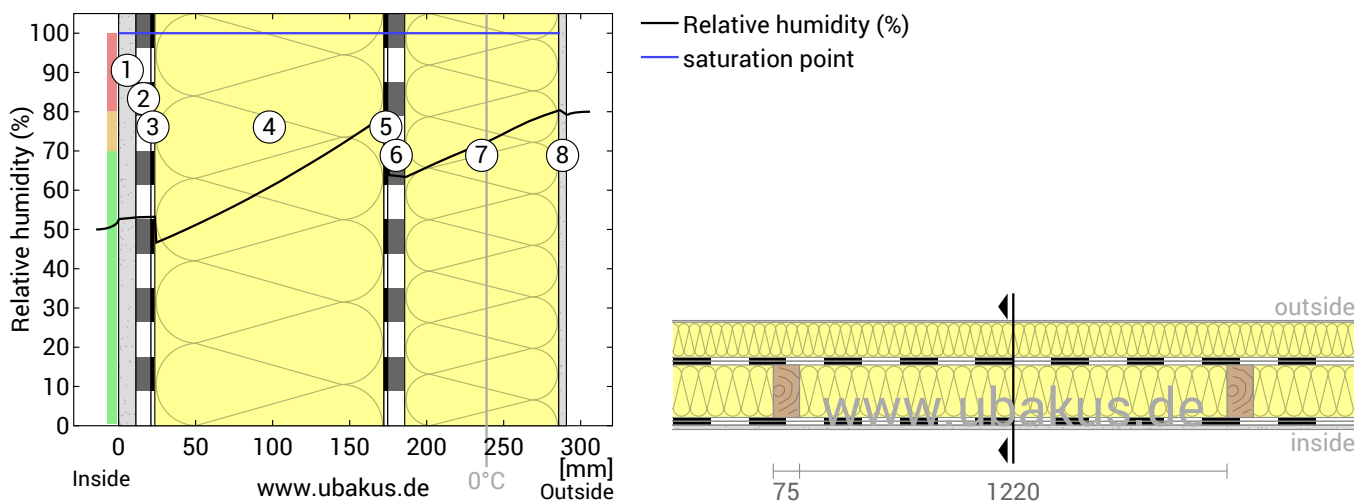 Relative humidity (%)
100
90
80
70
60
50
40
30
20
10
0
1
2
3
4
5
6
7
8
0
50
100
150
200
250
300
[mm]
Inside
www.ubakus.de
0°C
Outside
Relative humidity (%)
saturation point
outside
www.ubakus.de
inside
75
1220